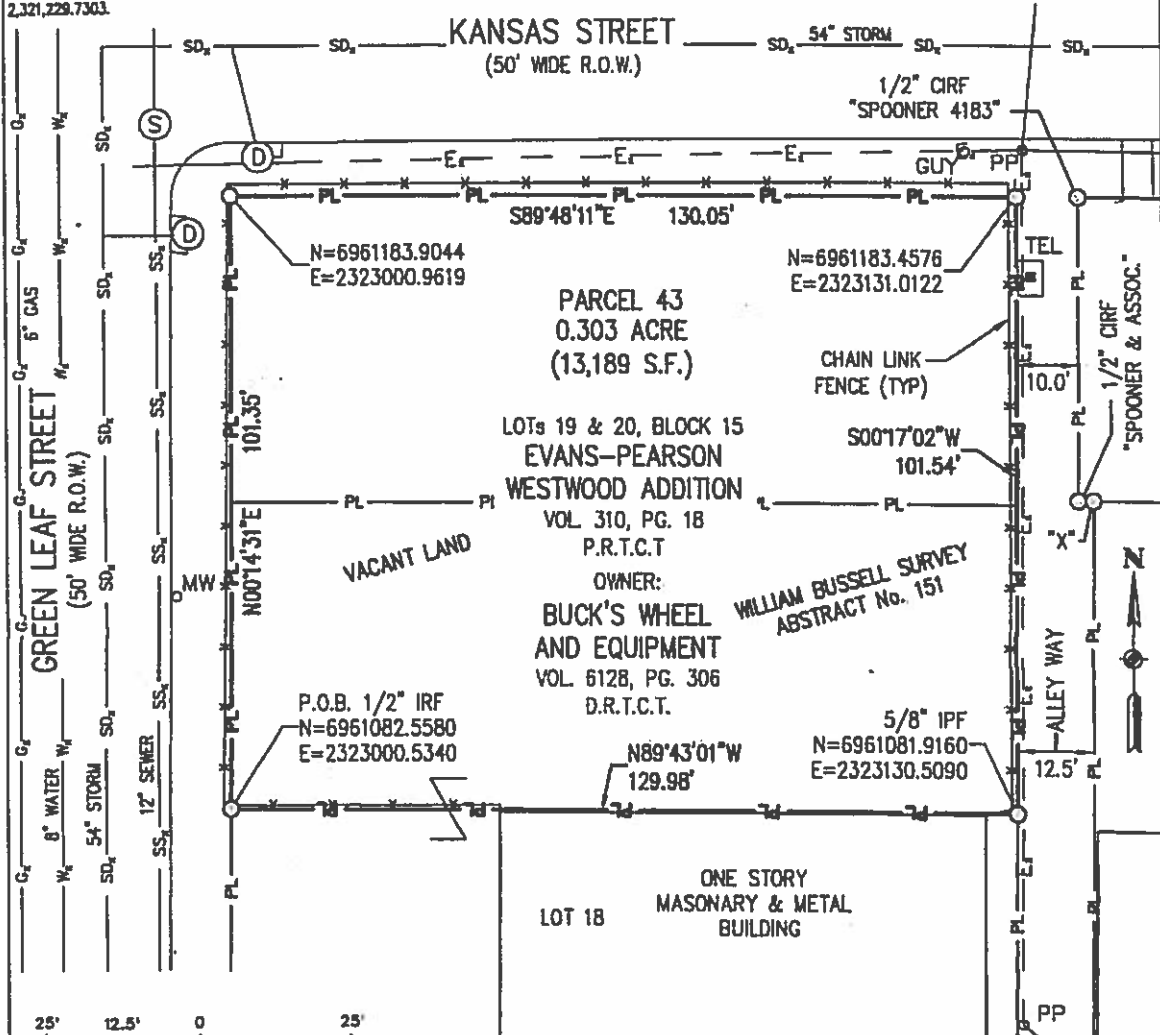 2,321,229.7303.
KANSAS STREET
(50' WIDE R.O.W.)
54" STORM
1/2" CIRF
"SPOONER 4183"
GUY
PP
S89°48'11"E 130.05'
N=6961183.9044
E=2323000.9619
N=6961183.4576
E=2323131.0122
TEL
PARCEL 43
0.303 ACRE
(13,189 S.F.)
CHAIN LINK
FENCE (TYP)
10.0'
1/2" CIRF
"SPOONER & ASSOC."
6" GAS
GREEN LEAF STREET
(50' WIDE R.O.W.)
101.35'
N00°14'31"E
LOTs 19 & 20, BLOCK 15
EVANS-PEARSON
WESTWOOD ADDITION
VOL. 310, PG. 18
P.R.T.C.T
S00°17'02"W
101.54'
"X"
VACANT LAND
OWNER:
BUCK'S WHEEL
AND EQUIPMENT
VOL. 6128, PG. 306
D.R.T.C.T.
WILLIAM BUSSELL SURVEY
ABSTRACT No. 151
MW
N
ALLEY WAY
12.5'
P.O.B. 1/2" IRF
N=6961082.5580
E=2323000.5340
5/8" IPF
N=6961081.9160
E=2323130.5090
N89°43'01"W
129.98'
8" WATER
54" STORM
12" SEWER
LOT 18
ONE STORY
MASONARY & METAL
BUILDING
PP
25' 12.5' 0 25'